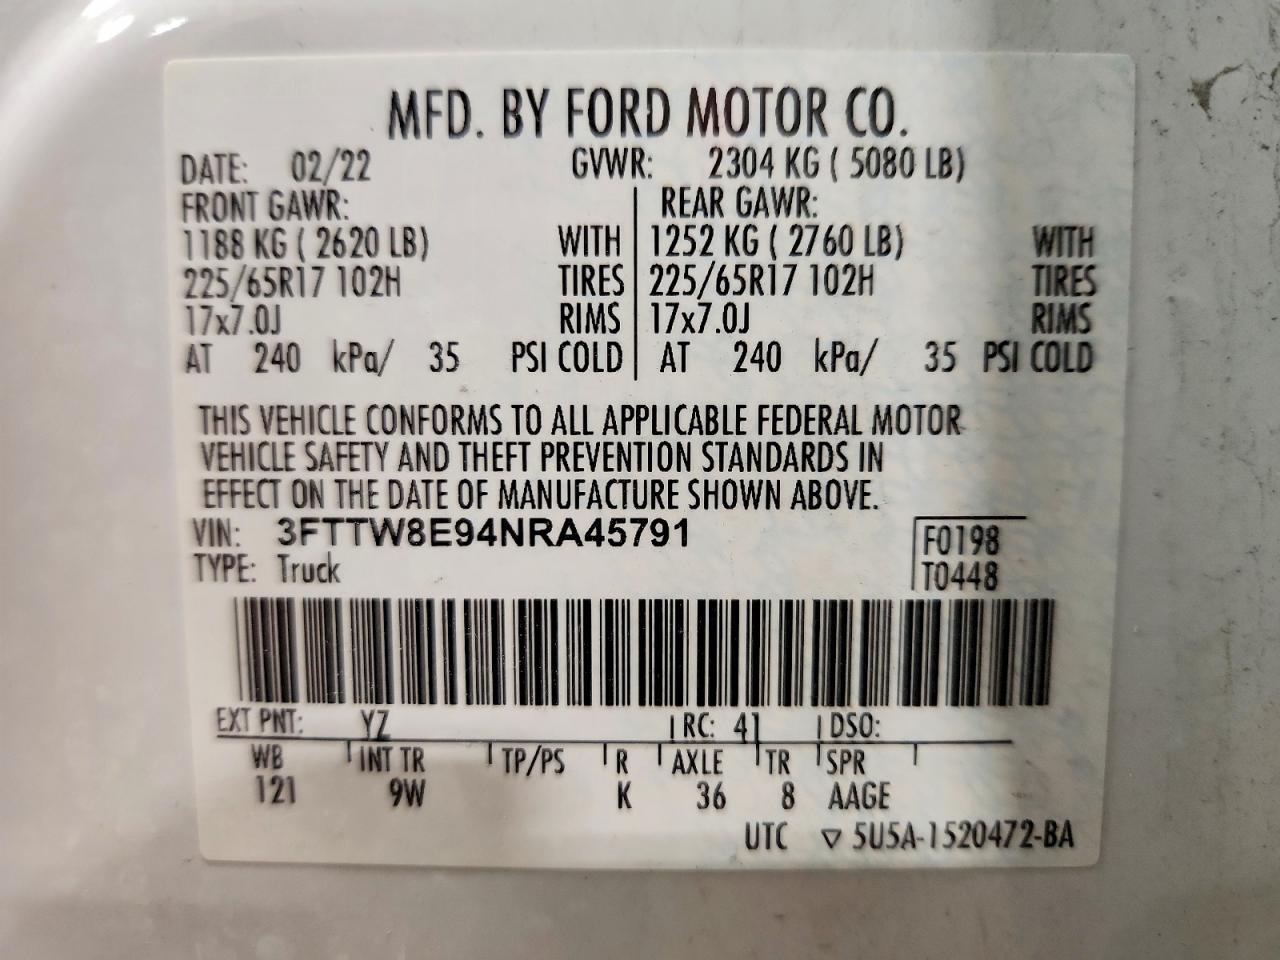 MFD. BY FORD MOTOR CO.
DATE: 02/22 GVWR: 2304 KG ( 5080 LB)
FRONT GAWR: REAR GAWR:
1188 KG ( 2620 LB) WITH 1252 KG ( 2760 LB) WITH
225/65R17 102H TIRES 225/65R17 102H TIRES
17x7.0J RIMS 17x7.0J RIMS
AT 240 kPa/ 35 PSI COLD AT 240 kPa/ 35 PSI COLD
THIS VEHICLE CONFORMS TO ALL APPLICABLE FEDERAL MOTOR
VEHICLE SAFETY AND THEFT PREVENTION STANDARDS IN
EFFECT ON THE DATE OF MANUFACTURE SHOWN ABOVE.
VIN: 3FTTW8E94NRA45791 F0198
TYPE: Truck T0448
EXT PNT: YZ RC: 41 DSO:
WB INT TR TP/PS R AXLE TR SPR
121 9W K 36 8 AAGE
UTC ▽ 5U5A-1520472-BA